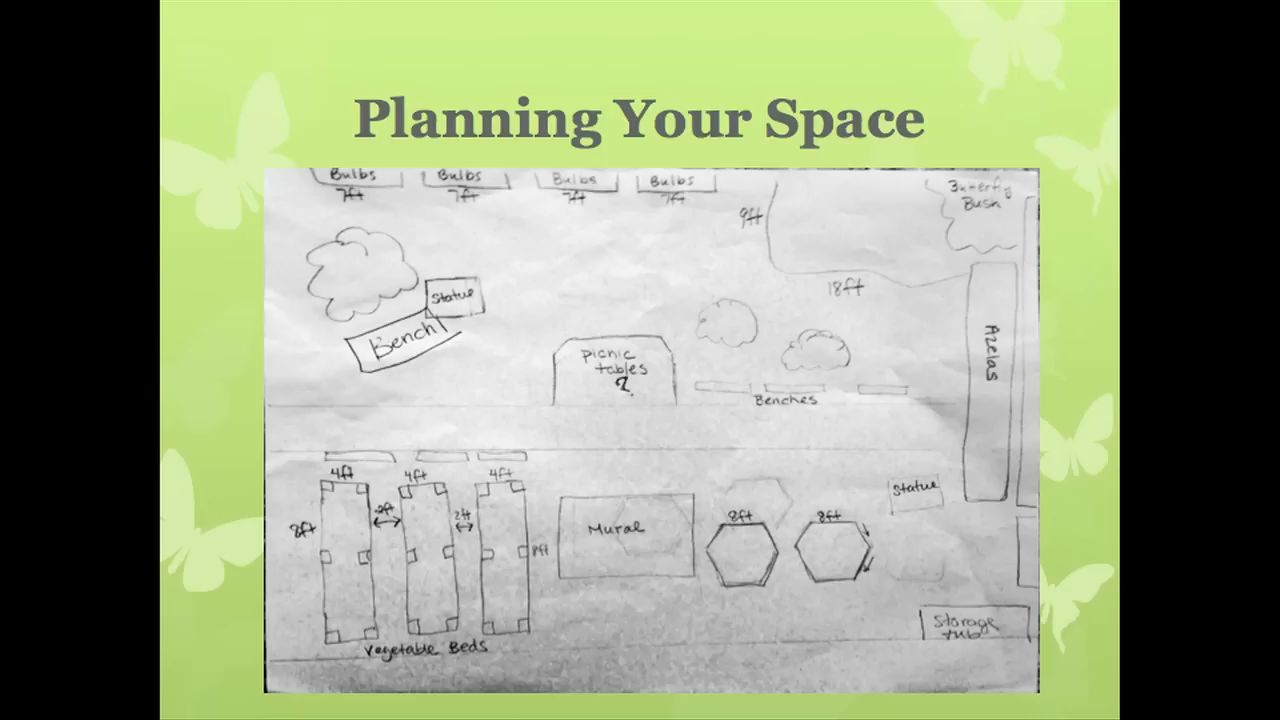 Planning Your Space
Bulbs Bulbs Bulbs Bulbs
7ft 7ft 7ft 7ft
9ft
Butterfly
Bush
18ft
Statue
Bench
Azelas
Picnic
tables
?
Benches
4ft 4ft 4ft
8ft
2ft
2ft
8ft
Mural
8ft 8ft
Statue
Storage
tub
Vegetable Beds